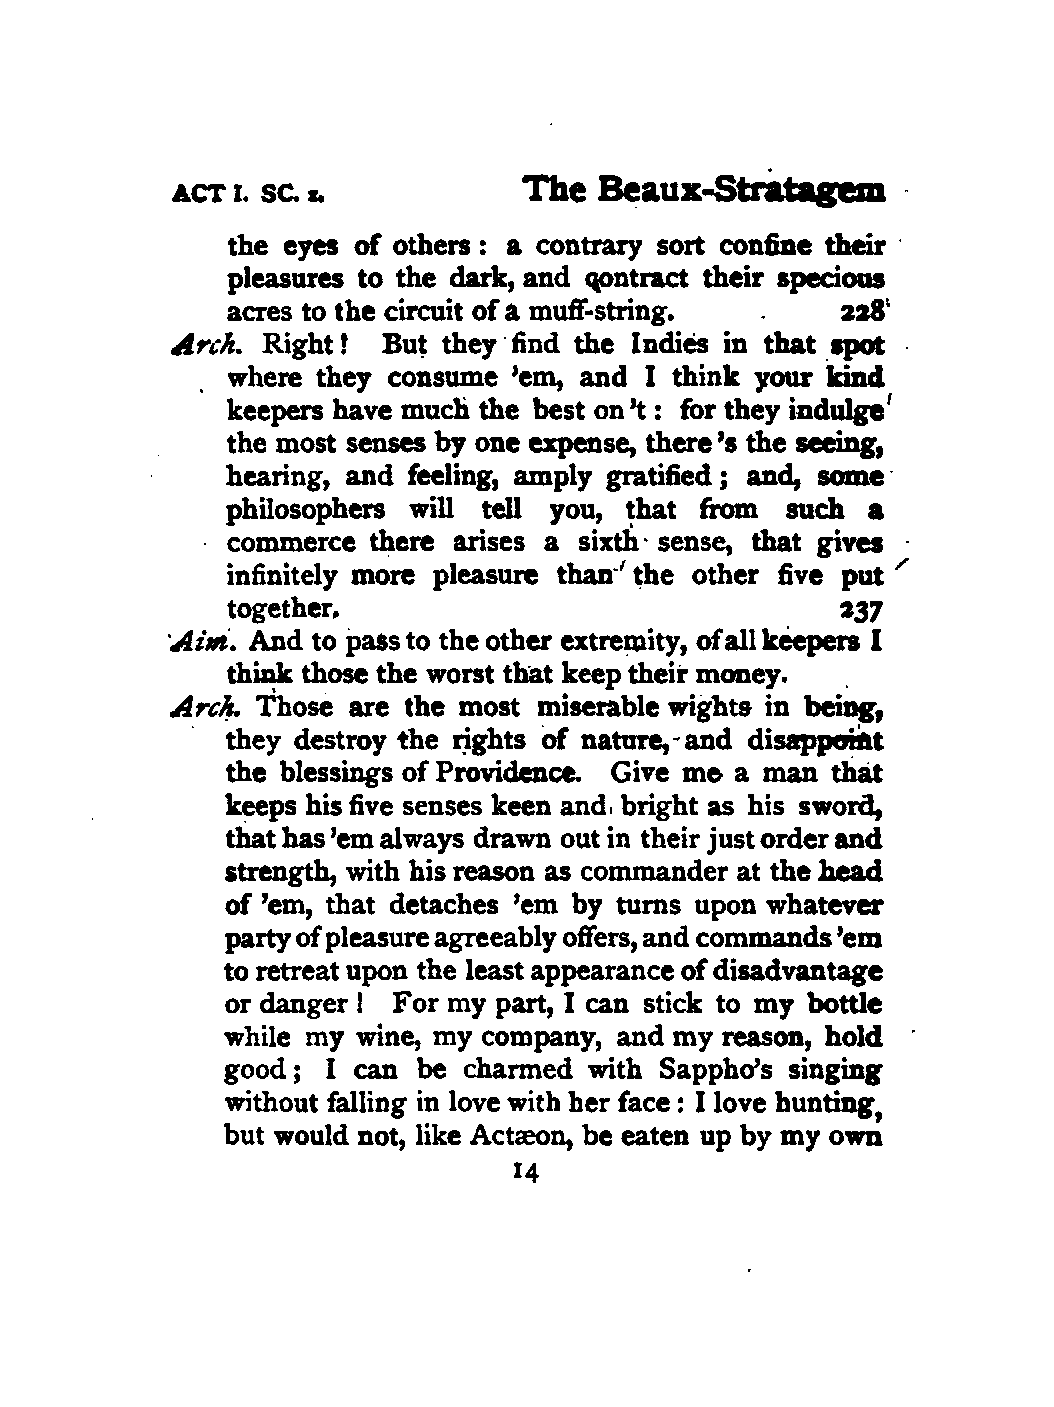 ACT I. SC. 1. The Beaux-Stratagem
the eyes of others : a contrary sort confine their
pleasures to the dark, and contract their specious
acres to the circuit of a muff-string. 228
Arch. Right ! But they find the Indies in that spot
where they consume 'em, and I think your kind
keepers have much the best on 't : for they indulge
the most senses by one expense, there 's the seeing,
hearing, and feeling, amply gratified ; and, some
philosophers will tell you, that from such a
commerce there arises a sixth sense, that gives
infinitely more pleasure than the other five put
together. 237
Aim. And to pass to the other extremity, of all keepers I
think those the worst that keep their money.
Arch. Those are the most miserable wights in being,
they destroy the rights of nature, and disappoint
the blessings of Providence. Give me a man that
keeps his five senses keen and bright as his sword,
that has 'em always drawn out in their just order and
strength, with his reason as commander at the head
of 'em, that detaches 'em by turns upon whatever
party of pleasure agreeably offers, and commands 'em
to retreat upon the least appearance of disadvantage
or danger ! For my part, I can stick to my bottle
while my wine, my company, and my reason, hold
good ; I can be charmed with Sappho's singing
without falling in love with her face : I love hunting,
but would not, like Actæon, be eaten up by my own
14